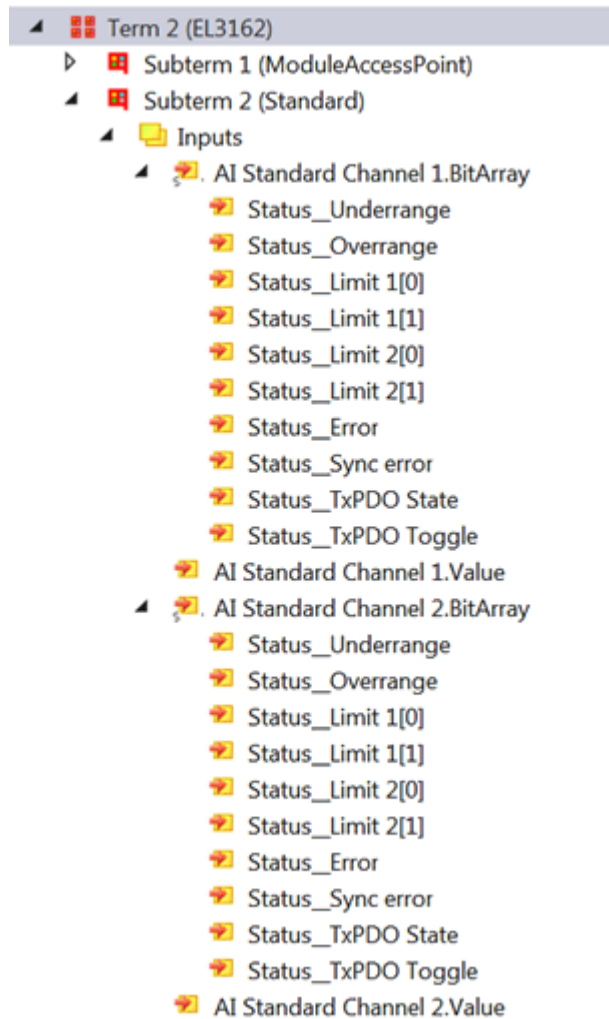 Term 2 (EL3162)
Subterm 1 (ModuleAccessPoint)
Subterm 2 (Standard)
Inputs
AI Standard Channel 1.BitArray
Status__Underrange
Status__Overrange
Status__Limit 1[0]
Status__Limit 1[1]
Status__Limit 2[0]
Status__Limit 2[1]
Status__Error
Status__Sync error
Status__TxPDO State
Status__TxPDO Toggle
AI Standard Channel 1.Value
AI Standard Channel 2.BitArray
Status__Underrange
Status__Overrange
Status__Limit 1[0]
Status__Limit 1[1]
Status__Limit 2[0]
Status__Limit 2[1]
Status__Error
Status__Sync error
Status__TxPDO State
Status__TxPDO Toggle
AI Standard Channel 2.Value